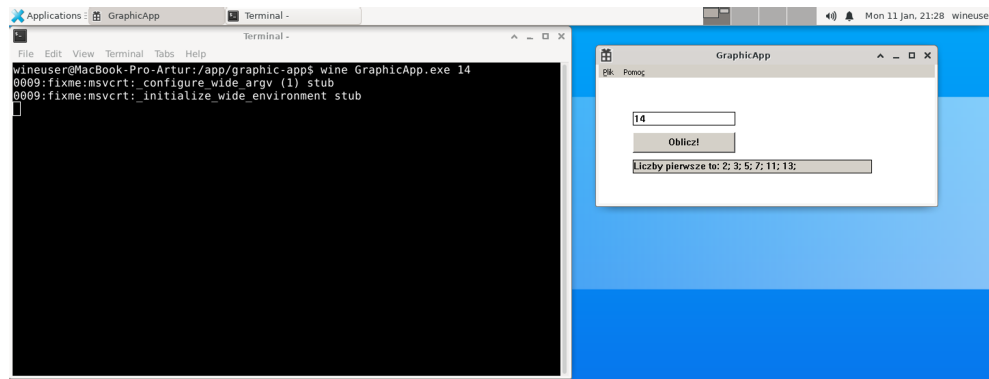 Applications
GraphicApp
Terminal -
Mon 11 Jan, 21:28
wineuse
Terminal -
File Edit View Terminal Tabs Help
wineuser@MacBook-Pro-Artur:/app/graphic-app$ wine GraphicApp.exe 14
0009:fixme:msvcrt:_configure_wide_argv (1) stub
0009:fixme:msvcrt:_initialize_wide_environment stub
GraphicApp
Plik Pomoc
14
Oblicz!
Liczby pierwsze to: 2; 3; 5; 7; 11; 13;